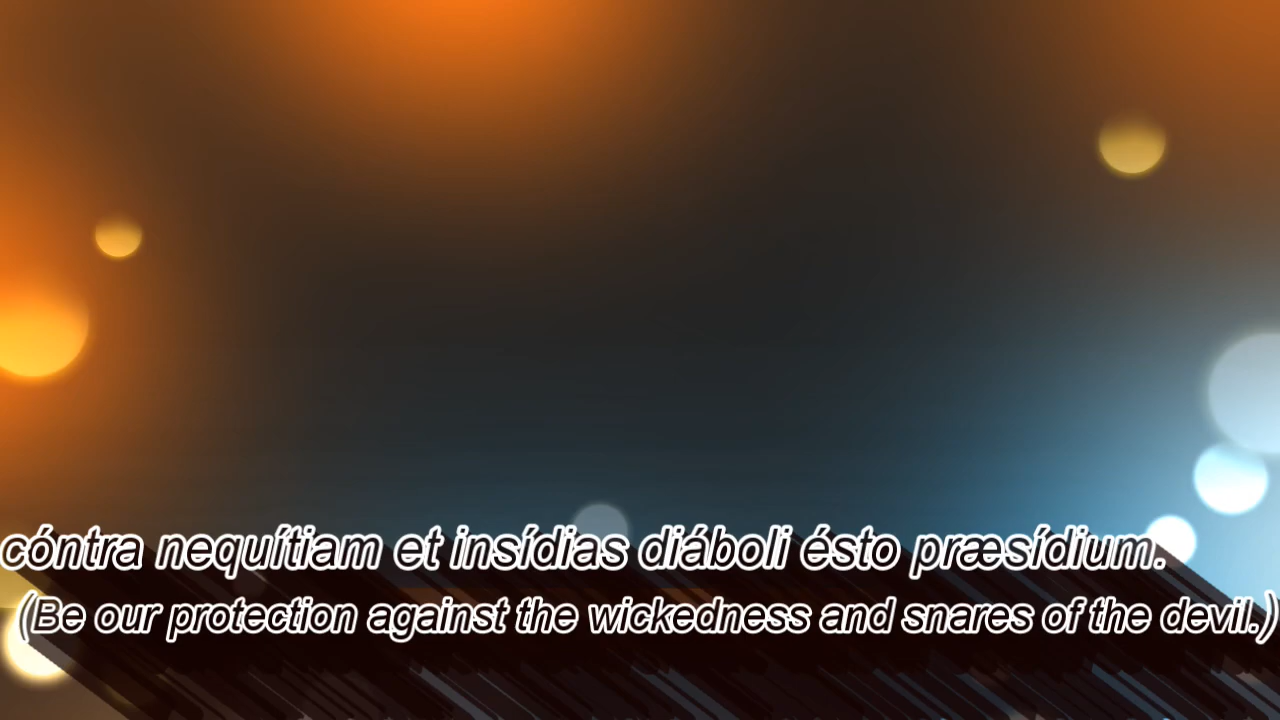 cóntra nequítiam et insídias diáboli ésto præsídium.
(Be our protection against the wickedness and snares of the devil.)